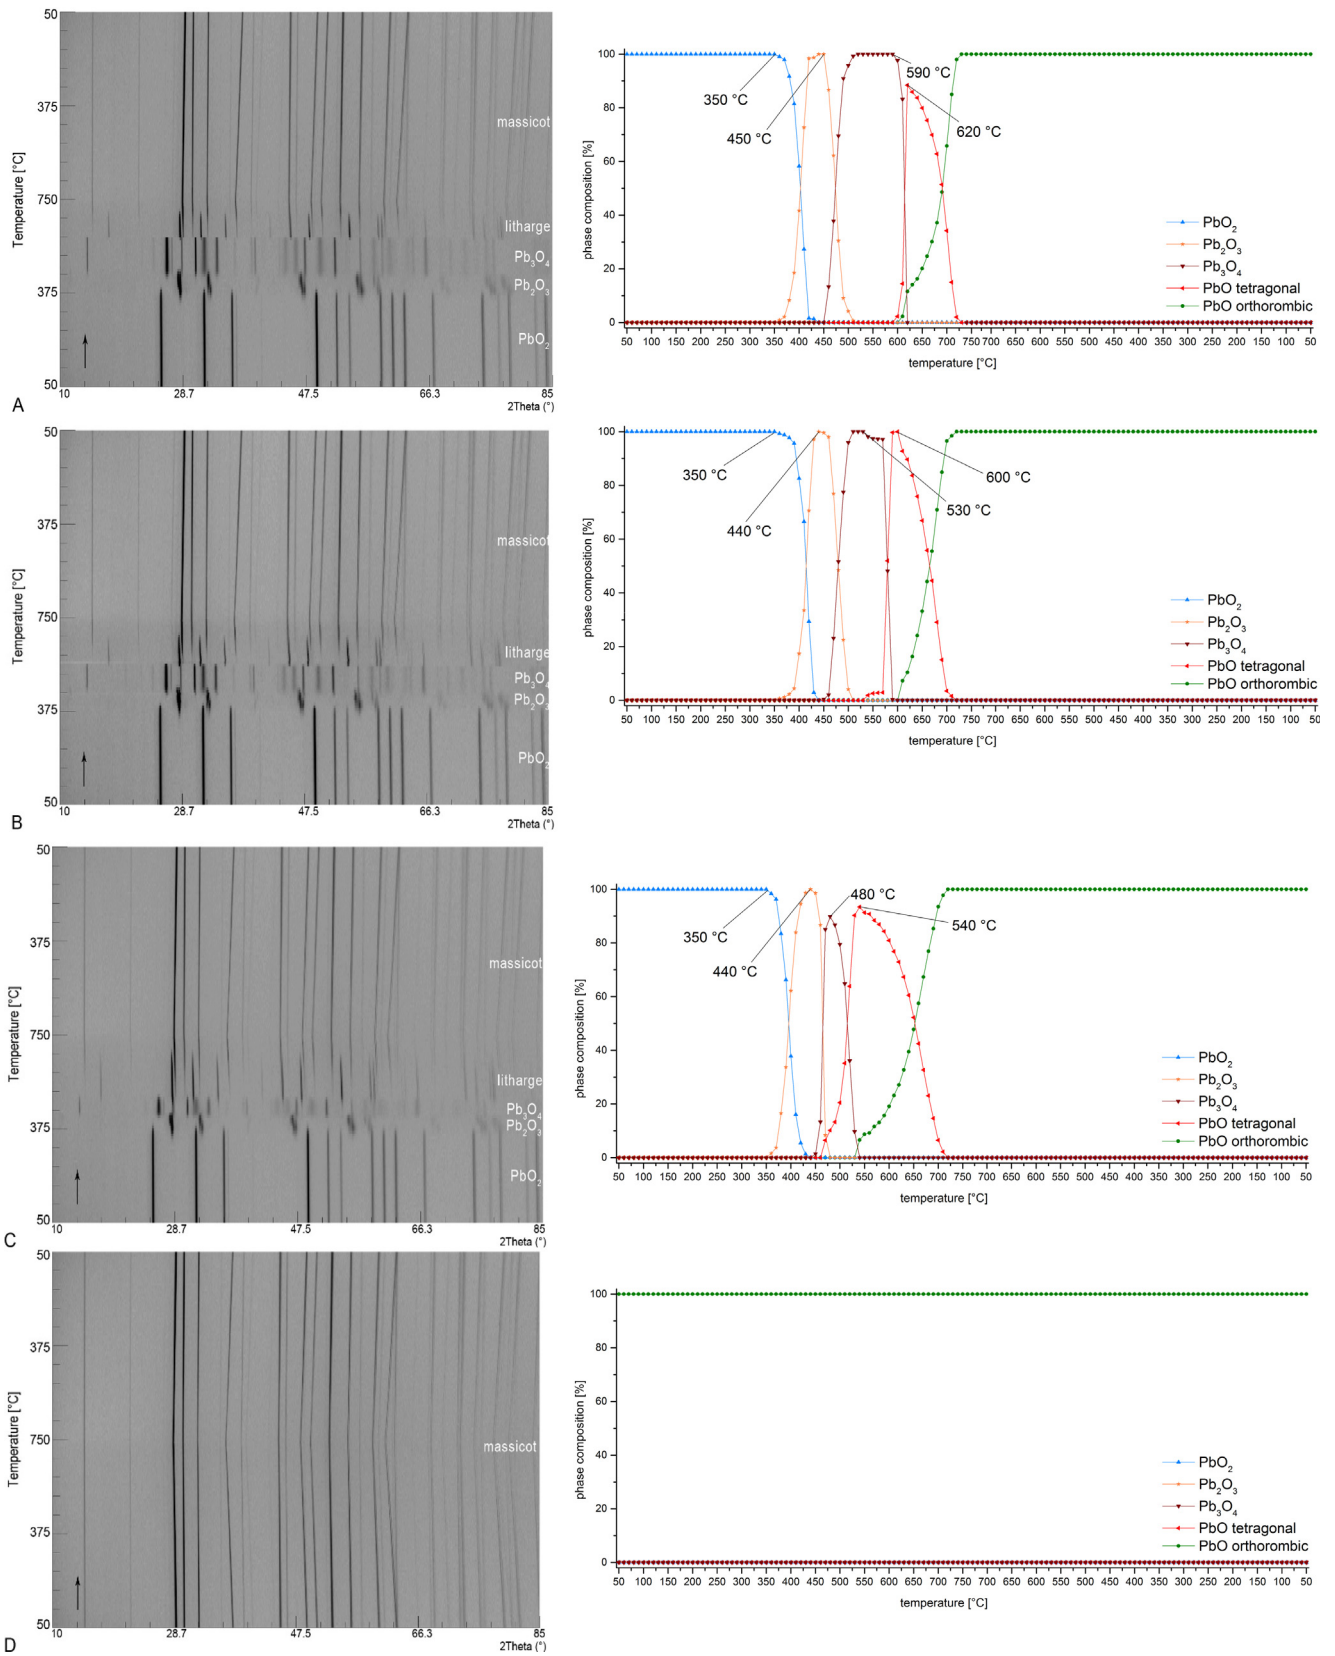 50
375
750
375
50
Temperature [°C]
massicot
litharge
Pb3O4
Pb2O3
PbO2
10 28.7 47.5 66.3 85
2Theta (°)
A
100
80
60
40
20
0
phase composition [%]
350 °C
450 °C
590 °C
620 °C
PbO2
Pb2O3
Pb3O4
PbO tetragonal
PbO orthorombic
50 100 150 200 250 300 350 400 450 500 550 600 650 700 700 650 600 550 500 450 400 350 300 250 200 150 100 50
temperature [°C]
50
375
750
375
50
Temperature [°C]
massicot
litharge
Pb3O4
Pb2O3
PbO2
10 28.7 47.5 66.3 85
2Theta (°)
B
100
80
60
40
20
0
phase composition [%]
350 °C
440 °C
600 °C
530 °C
PbO2
Pb2O3
Pb3O4
PbO tetragonal
PbO orthorombic
50 100 150 200 250 300 350 400 450 500 550 600 650 700 700 650 600 550 500 450 400 350 300 250 200 150 100 50
temperature [°C]
50
375
750
375
50
Temperature [°C]
massicot
litharge
Pb3O4
Pb2O3
PbO2
10 28.7 47.5 66.3 85
2Theta (°)
C
100
80
60
40
20
0
phase composition [%]
350 °C
440 °C
480 °C
540 °C
PbO2
Pb2O3
Pb3O4
PbO tetragonal
PbO orthorombic
50 100 150 200 250 300 350 400 450 500 550 600 650 700 700 650 600 550 500 450 400 350 300 250 200 150 100 50
temperature [°C]
50
375
750
375
50
Temperature [°C]
massicot
10 28.7 47.5 66.3 85
2Theta (°)
D
100
80
60
40
20
0
phase composition [%]
PbO2
Pb2O3
Pb3O4
PbO tetragonal
PbO orthorombic
50 100 150 200 250 300 350 400 450 500 550 600 650 700 700 650 600 550 500 450 400 350 300 250 200 150 100 50
temperature [°C]